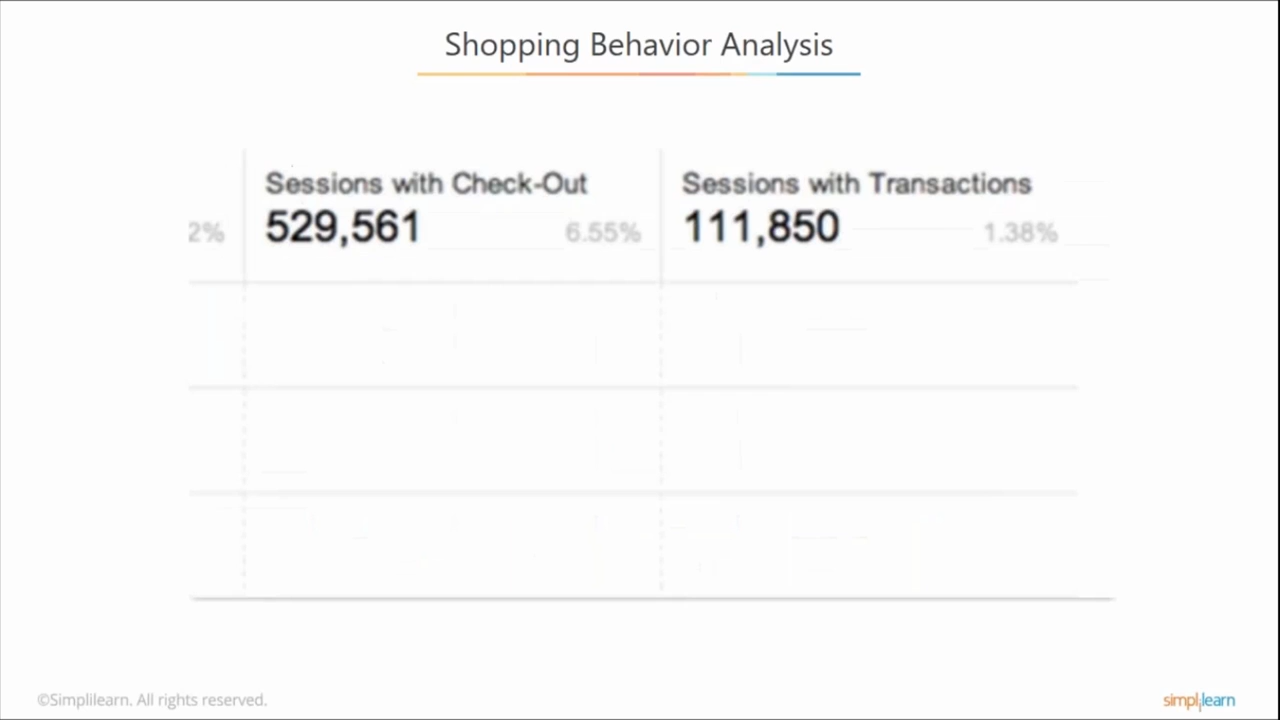 Shopping Behavior Analysis
Sessions with Check-Out
Sessions with Transactions
2%
529,561
6.55%
111,850
1.38%
©Simplilearn. All rights reserved.
simplilearn